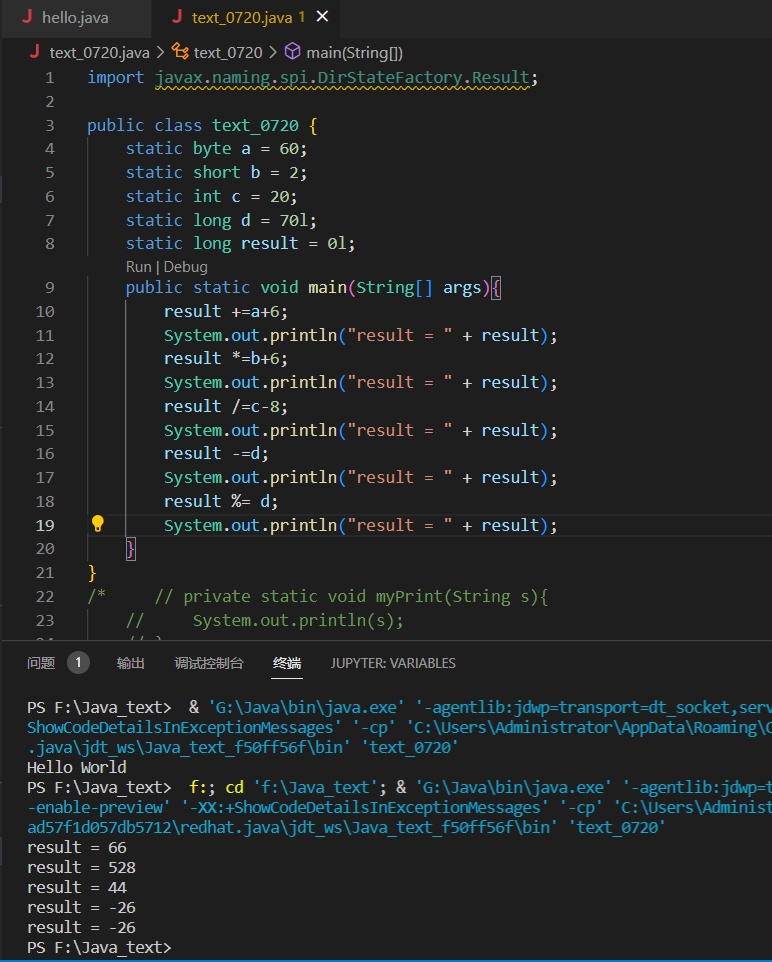 hello.java text_0720.java 1
text_0720.java > text_0720 > main(String[])
1 import javax.naming.spi.DirStateFactory.Result;
2
3 public class text_0720 {
4 static byte a = 60;
5 static short b = 2;
6 static int c = 20;
7 static long d = 70l;
8 static long result = 0l;
Run | Debug
9 public static void main(String[] args){
10 result +=a+6;
11 System.out.println("result = " + result);
12 result *=b+6;
13 System.out.println("result = " + result);
14 result /=c-8;
15 System.out.println("result = " + result);
16 result -=d;
17 System.out.println("result = " + result);
18 result %= d;
19 System.out.println("result = " + result);
20 }
21 }
22 /* // private static void myPrint(String s){
23 // System.out.println(s);
问题 1 输出 调试控制台 终端 JUPYTER: VARIABLES
PS F:\Java_text> & 'G:\Java\bin\java.exe' '-agentlib:jdwp=transport=dt_socket,serv
ShowCodeDetailsInExceptionMessages' '-cp' 'C:\Users\Administrator\AppData\Roaming\C
.java\jdt_ws\Java_text_f50ff56f\bin' 'text_0720'
Hello World
PS F:\Java_text> f:; cd 'f:\Java_text'; & 'G:\Java\bin\java.exe' '-agentlib:jdwp=t
-enable-preview' '-XX:+ShowCodeDetailsInExceptionMessages' '-cp' 'C:\Users\Administ
ad57f1d057db5712\redhat.java\jdt_ws\Java_text_f50ff56f\bin' 'text_0720'
result = 66
result = 528
result = 44
result = -26
result = -26
PS F:\Java_text>